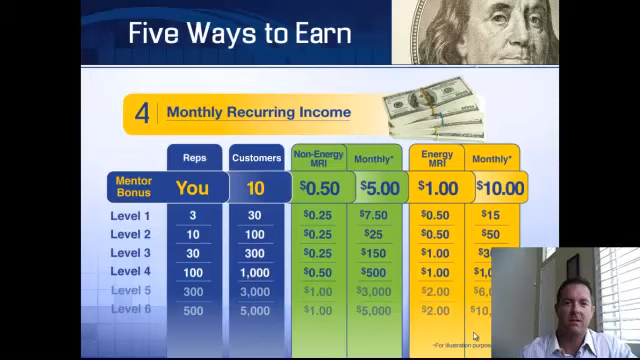 Five Ways to Earn
4 Monthly Recurring Income
Reps Customers Non-Energy MRI Monthly* Energy MRI Monthly*
Mentor Bonus You 10 $0.50 $5.00 $1.00 $10.00
Level 1 3 30 $0.25 $7.50 $0.50 $15
Level 2 10 100 $0.25 $25 $0.50 $50
Level 3 30 300 $0.25 $150 $1.00
Level 4 100 1,000 $0.50 $500 $1.00
Level 5 300 3,000 $1.00 $3,000 $2.00
Level 6 500 5,000 $1.00 $5,000 $2.00
*For illustration